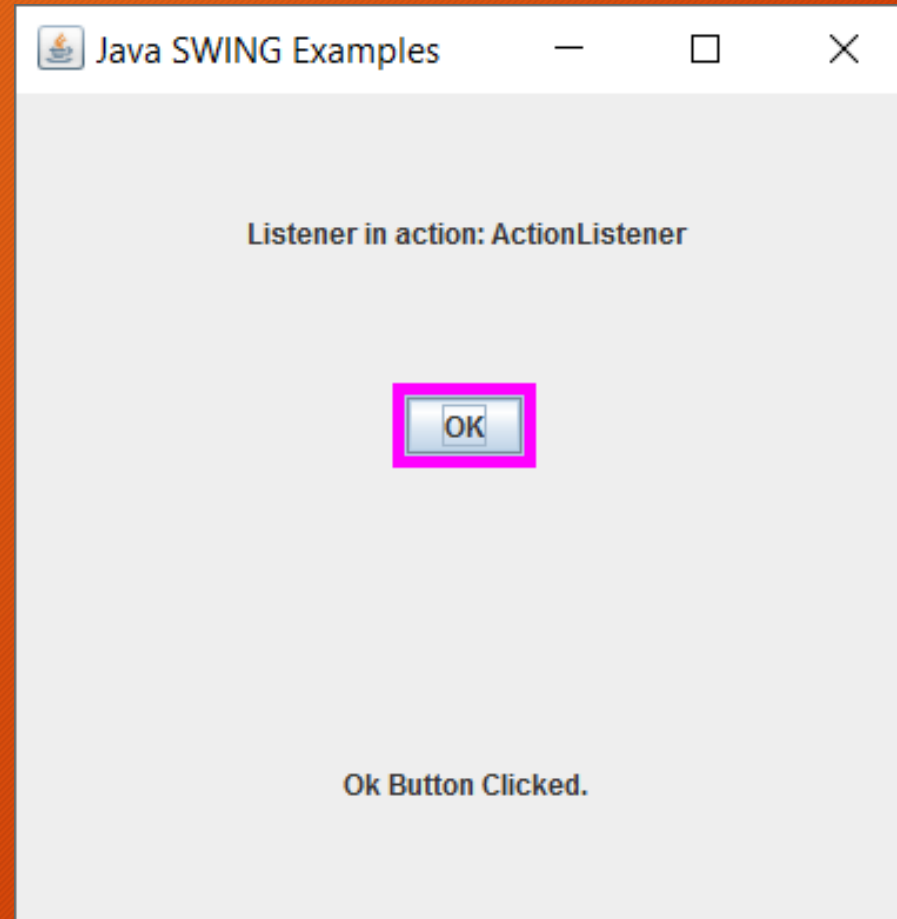 Java SWING Examples
Listener in action: ActionListener
OK
Ok Button Clicked.